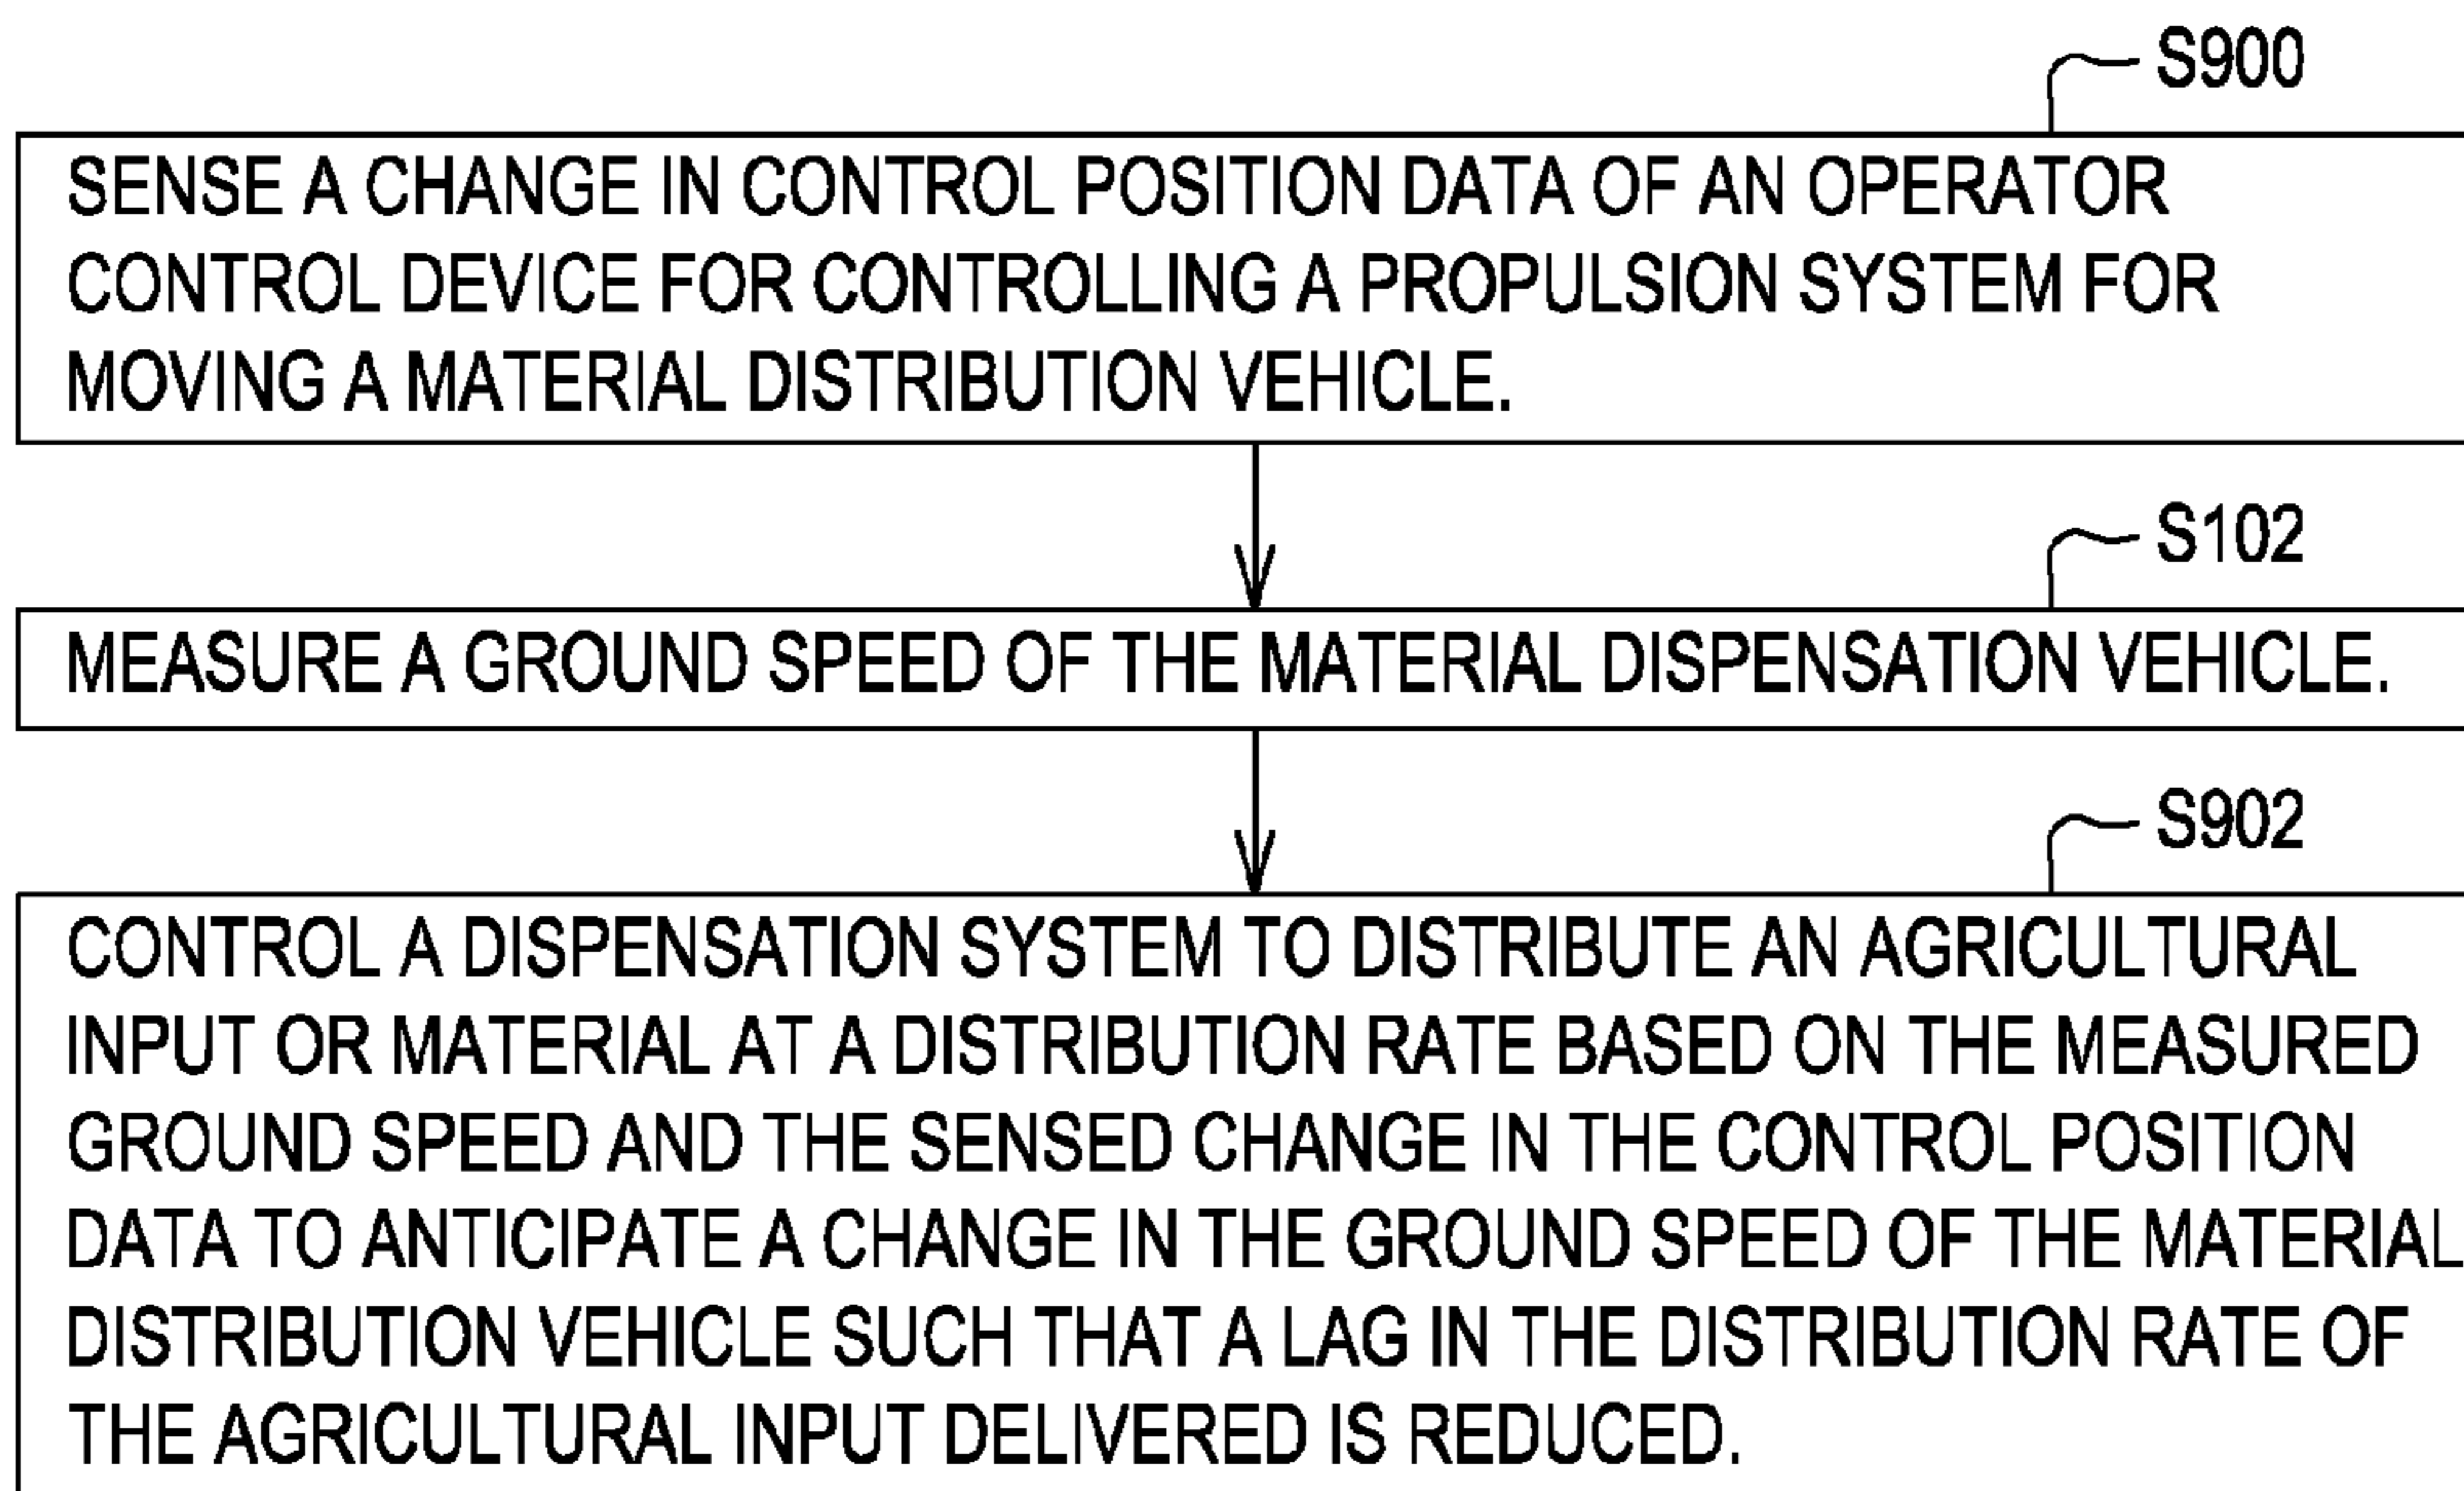 S900
SENSE A CHANGE IN CONTROL POSITION DATA OF AN OPERATOR
CONTROL DEVICE FOR CONTROLLING A PROPULSION SYSTEM FOR
MOVING A MATERIAL DISTRIBUTION VEHICLE.
S102
MEASURE A GROUND SPEED OF THE MATERIAL DISPENSATION VEHICLE.
S902
CONTROL A DISPENSATION SYSTEM TO DISTRIBUTE AN AGRICULTURAL
INPUT OR MATERIAL AT A DISTRIBUTION RATE BASED ON THE MEASURED
GROUND SPEED AND THE SENSED CHANGE IN THE CONTROL POSITION
DATA TO ANTICIPATE A CHANGE IN THE GROUND SPEED OF THE MATERIAL
DISTRIBUTION VEHICLE SUCH THAT A LAG IN THE DISTRIBUTION RATE OF
THE AGRICULTURAL INPUT DELIVERED IS REDUCED.